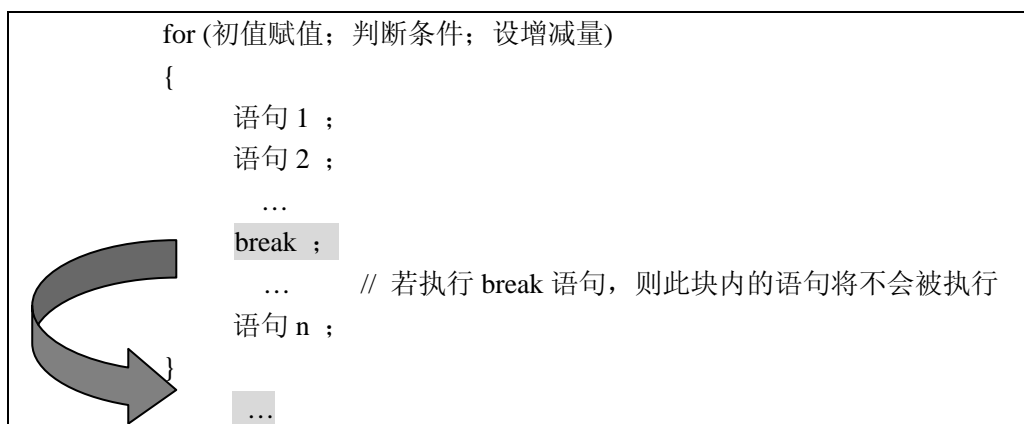 for (初值赋值；判断条件；设增减量)
{
语句 1 ；
语句 2 ；
…
break ；
… // 若执行 break 语句，则此块内的语句将不会被执行
语句 n ；
}
…